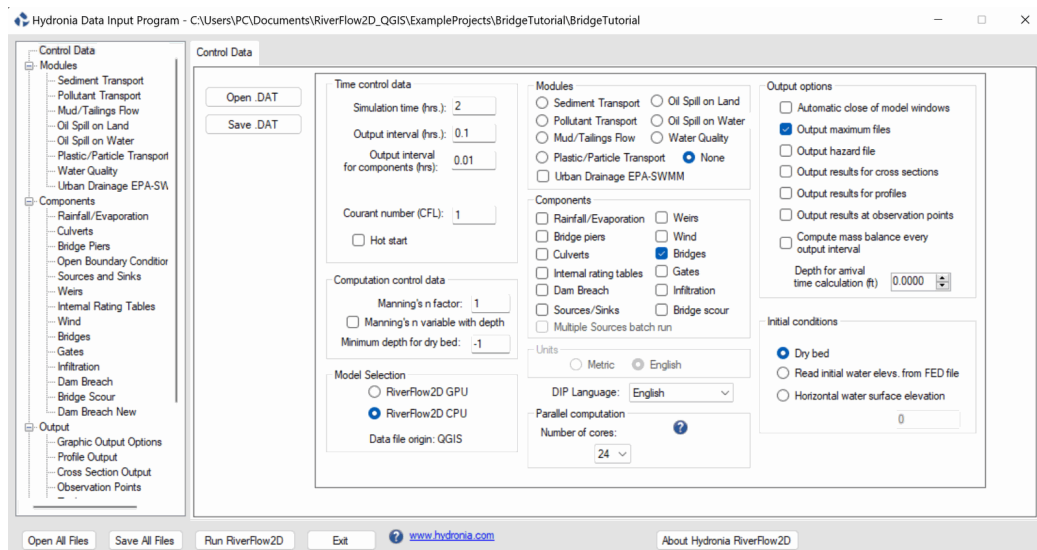 Hydronia Data Input Program - C:\Users\PC\Documents\RiverFlow2D_QGIS\ExampleProjects\BridgeTutorial\BridgeTutorial
Control Data
Modules
Sediment Transport
Pollutant Transport
Mud/Tailings Flow
Oil Spill on Land
Oil Spill on Water
Plastic/Particle Transport
Water Quality
Urban Drainage EPA-SW
Components
Rainfall/Evaporation
Culverts
Bridge Piers
Open Boundary Condition
Sources and Sinks
Weirs
Internal Rating Tables
Wind
Bridges
Gates
Infiltration
Dam Breach
Bridge Scour
Dam Breach New
Output
Graphic Output Options
Profile Output
Cross Section Output
Observation Points
Control Data
Open .DAT
Save .DAT
Time control data
Simulation time (hrs.): 2
Output interval (hrs.): 0.1
Output interval
for components (hrs): 0.01
Courant number (CFL): 1
Hot start
Computation control data
Manning's n factor: 1
Manning's n variable with depth
Minimum depth for dry bed: -1
Model Selection
RiverFlow2D GPU
RiverFlow2D CPU
Data file origin: QGIS
Modules
Sediment Transport Oil Spill on Land
Pollutant Transport Oil Spill on Water
Mud/Tailings Flow Water Quality
Plastic/Particle Transport None
Urban Drainage EPA-SWMM
Components
Rainfall/Evaporation Weirs
Bridge piers Wind
Culverts Bridges
Internal rating tables Gates
Dam Breach Infiltration
Sources/Sinks Bridge scour
Multiple Sources batch run
Units
Metric English
DIP Language: English
Parallel computation
Number of cores: ?
24
Output options
Automatic close of model windows
Output maximum files
Output hazard file
Output results for cross sections
Output results for profiles
Output results at observation points
Compute mass balance every
output interval
Depth for arrival
time calculation (ft) 0.0000
Initial conditions
Dry bed
Read initial water elevs. from FED file
Horizontal water surface elevation
0
Open All Files Save All Files Run RiverFlow2D Exit ? www.hydronia.com About Hydronia RiverFlow2D